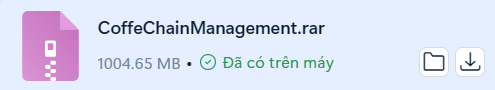 CoffeChainManagement.rar
1004.65 MB • Đã có trên máy